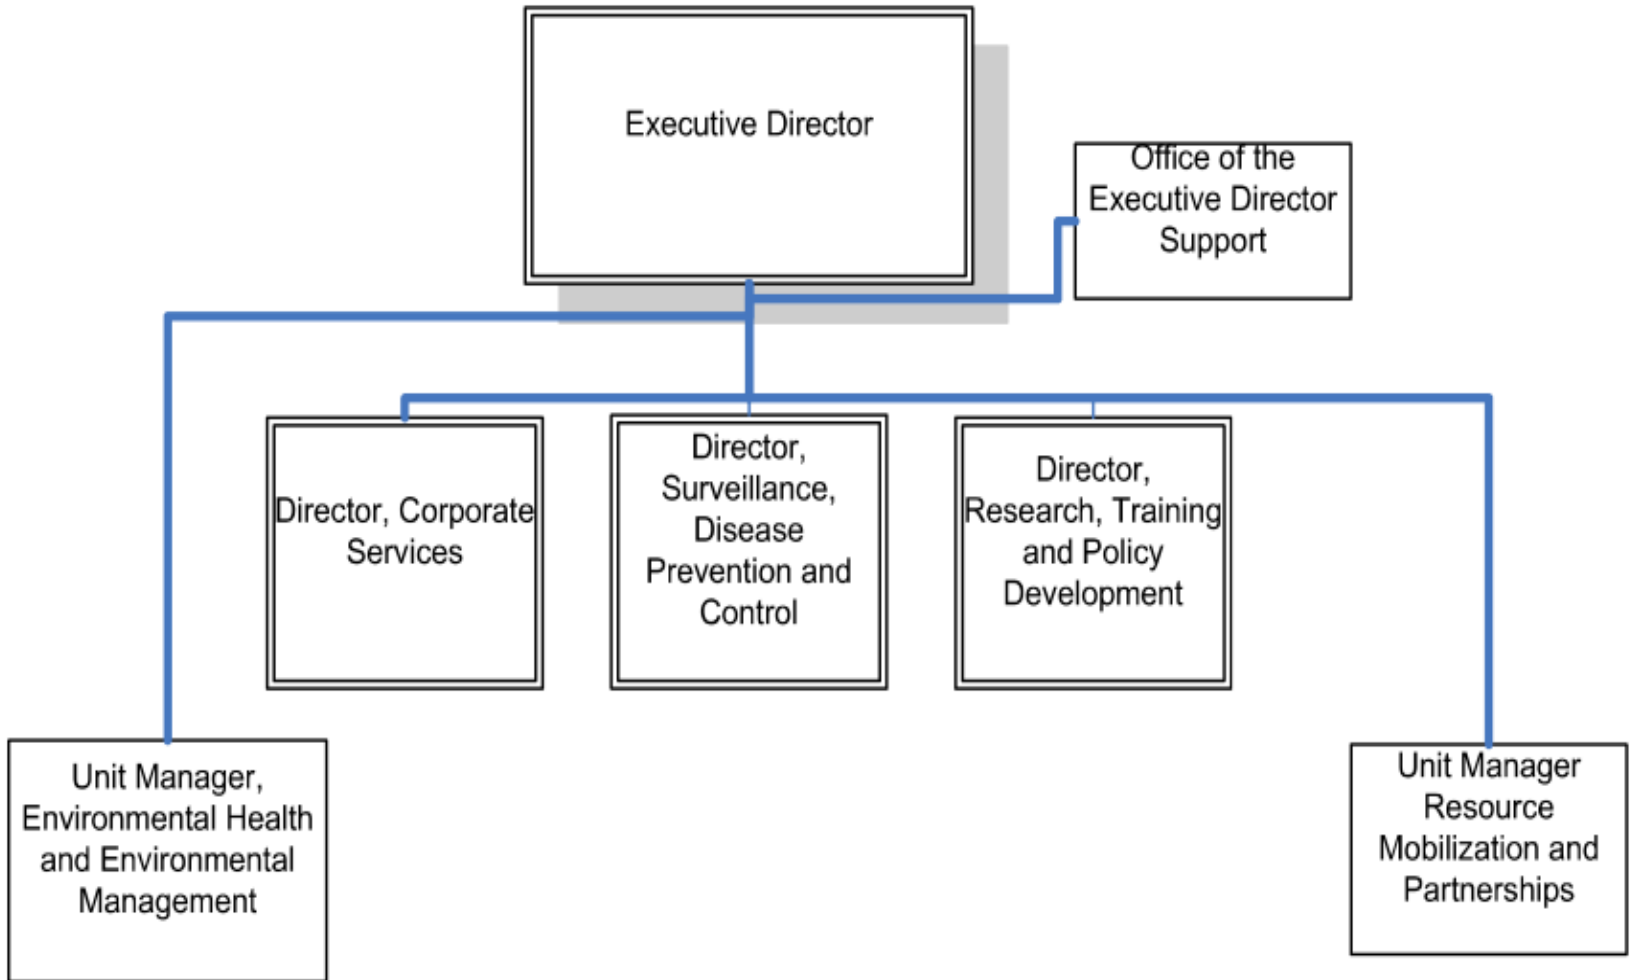 Executive Director
Office of the
Executive Director
Support
Director, Corporate
Services
Director,
Surveillance,
Disease
Prevention and
Control
Director,
Research, Training
and Policy
Development
Unit Manager,
Environmental Health
and Environmental
Management
Unit Manager
Resource
Mobilization and
Partnerships